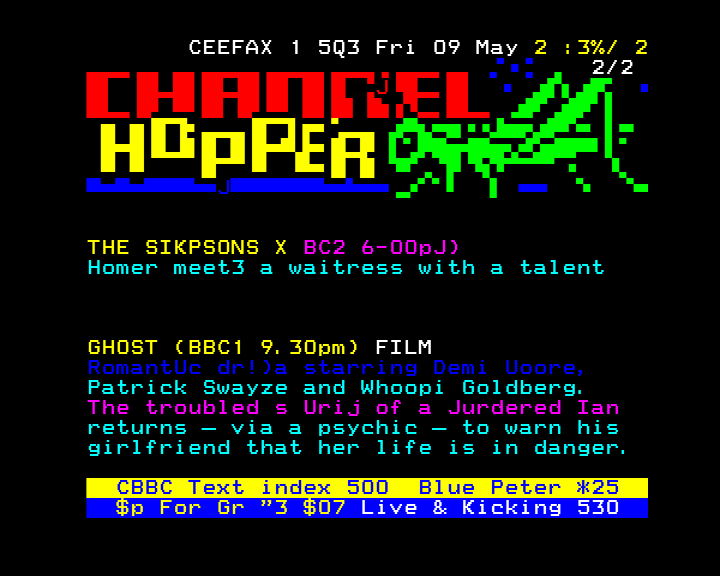 CEEFAX 1 5Q3 Fri 09 May 2 :3%/ 2
2/2
CHANNEL
HOPPER
THE SIKPSONS X BC2 6-00pJ)
Homer meet3 a waitress with a talent
GHOST (BBC1 9.30pm) FILM
RomantUc dr!)a starring Demi Uoore,
Patrick Swayze and Whoopi Goldberg.
The troubled s Urij of a Jurdered Ian
returns – via a psychic – to warn his
girlfriend that her life is in danger.
CBBC Text index 500 Blue Peter *25
$p For Gr "3 $07 Live & Kicking 530